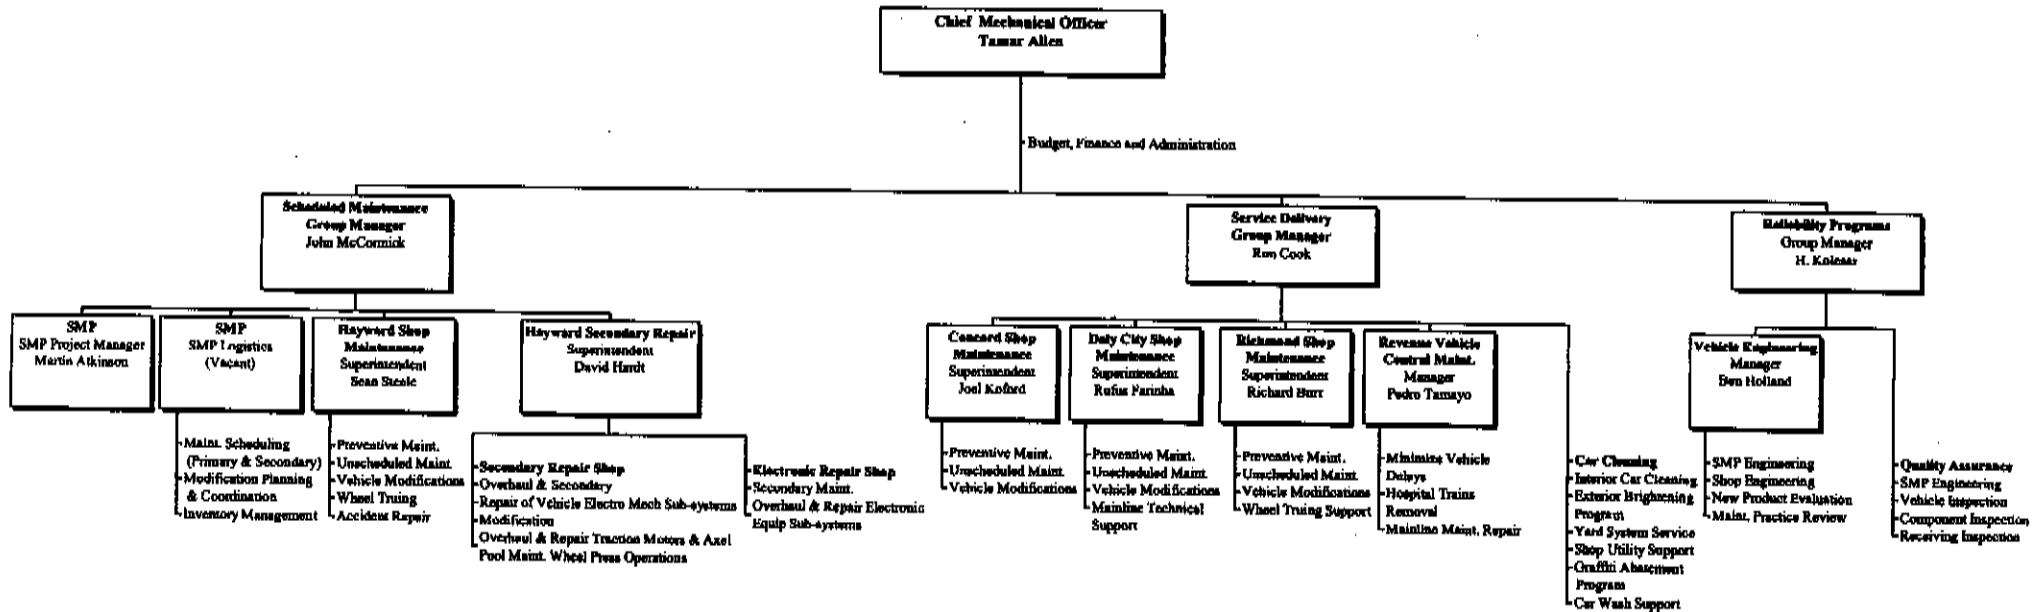 Chief Mechanical Officer
Tamar Allen
Budget, Finance and Administration
Scheduled Maintenance
Group Manager
John McCormick
Service Delivery
Group Manager
Ron Cook
Reliability Programs
Group Manager
H. Kolesar
SMP
SMP Project Manager
Martin Atkinson
SMP
SMP Logistics
(Vacant)
Hayward Shop
Maintenance
Superintendent
Sean Steele
Hayward Secondary Repair
Superintendent
David Hardt
Concord Shop
Maintenance
Superintendent
Joel Koford
Daly City Shop
Maintenance
Superintendent
Rufus Farinha
Richmond Shop
Maintenance
Superintendent
Richard Burr
Revenue Vehicle
Control Maint.
Manager
Pedro Tamayo
Vehicle Engineering
Manager
Ben Holland
Maint. Scheduling
(Primary & Secondary)
Modification Planning
& Coordination
Inventory Management
Preventive Maint.
Unscheduled Maint.
Vehicle Modifications
Wheel Truing
Accident Repair
Secondary Repair Shop
Overhaul & Secondary
Repair of Vehicle Electro Mech Sub-systems
Modification
Overhaul & Repair Traction Motors & Axel
Pool Maint. Wheel Press Operations
Electronic Repair Shop
Secondary Maint.
Overhaul & Repair Electronic
Equip Sub-systems
Preventive Maint.
Unscheduled Maint.
Vehicle Modifications
Preventive Maint.
Unscheduled Maint.
Vehicle Modifications
Mainline Technical
Support
Preventive Maint.
Unscheduled Maint.
Vehicle Modifications
Wheel Truing Support
Minimize Vehicle
Delays
Hospital Trains
Removal
Mainline Maint. Repair
Car Cleaning
Interior Car Cleaning
Exterior Brightening
Program
Yard System Service
Shop Utility Support
Graffiti Abatement
Program
Car Wash Support
SMP Engineering
Shop Engineering
New Product Evaluation
Maint. Practice Review
Quality Assurance
SMP Engineering
Vehicle Inspection
Component Inspection
Receiving Inspection